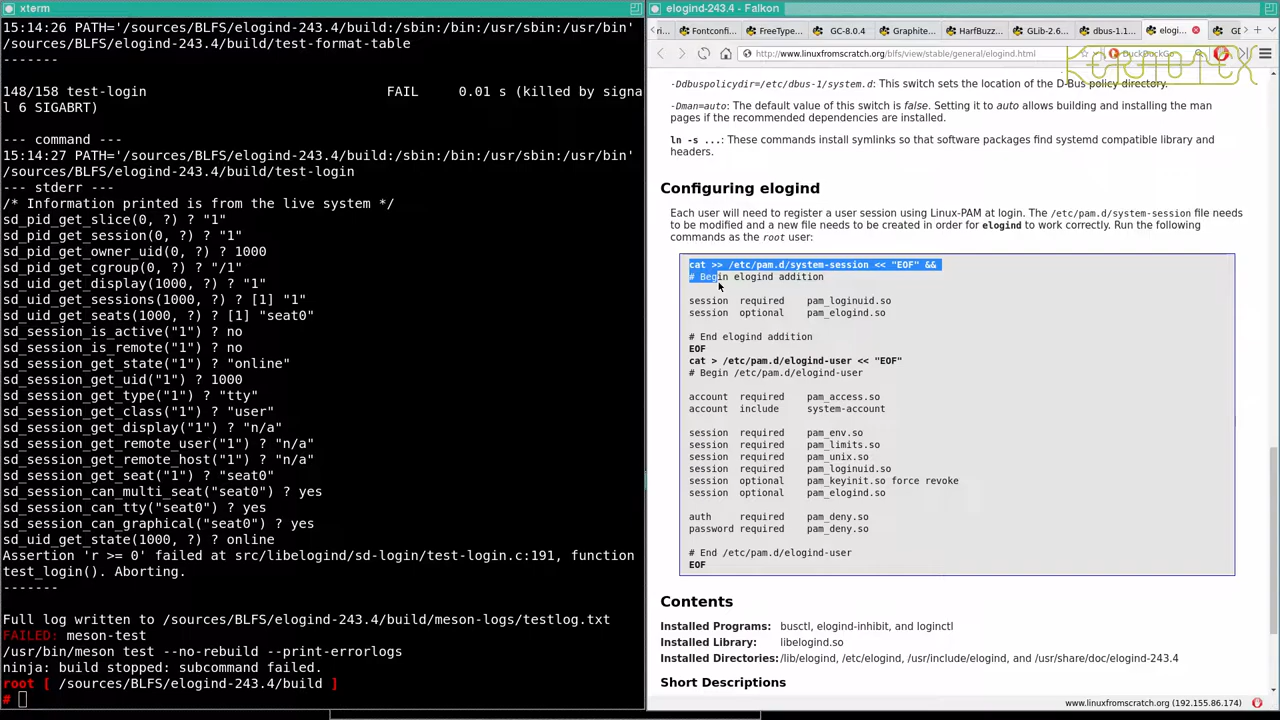 xterm
15:14:26 PATH='/sources/BLFS/elogind-243.4/build:/sbin:/bin:/usr/sbin:/usr/bin'
/sources/BLFS/elogind-243.4/build/test-format-table
-------
148/158 test-login FAIL 0.01 s (killed by signa
l 6 SIGABRT)
--- command ---
15:14:27 PATH='/sources/BLFS/elogind-243.4/build:/sbin:/bin:/usr/sbin:/usr/bin'
/sources/BLFS/elogind-243.4/build/test-login
--- stderr ---
/* Information printed is from the live system */
sd_pid_get_slice(0, ?) ? "1"
sd_pid_get_session(0, ?) ? "1"
sd_pid_get_owner_uid(0, ?) ? 1000
sd_pid_get_cgroup(0, ?) ? "/1"
sd_uid_get_display(1000, ?) ? "1"
sd_uid_get_sessions(1000, ?) ? [1] "1"
sd_uid_get_seats(1000, ?) ? [1] "seat0"
sd_session_is_active("1") ? no
sd_session_is_remote("1") ? no
sd_session_get_state("1") ? "online"
sd_session_get_uid("1") ? 1000
sd_session_get_type("1") ? "tty"
sd_session_get_class("1") ? "user"
sd_session_get_display("1") ? "n/a"
sd_session_get_remote_user("1") ? "n/a"
sd_session_get_remote_host("1") ? "n/a"
sd_session_get_seat("1") ? "seat0"
sd_session_can_multi_seat("seat0") ? yes
sd_session_can_tty("seat0") ? yes
sd_session_can_graphical("seat0") ? yes
sd_uid_get_state(1000, ?) ? online
Assertion 'r >= 0' failed at src/libelogind/sd-login/test-login.c:191, function
test_login(). Aborting.
-------
Full log written to /sources/BLFS/elogind-243.4/build/meson-logs/testlog.txt
FAILED: meson-test
/usr/bin/meson test --no-rebuild --print-errorlogs
ninja: build stopped: subcommand failed.
root [ /sources/BLFS/elogind-243.4/build ]
#
elogind-243.4 - Falkon
ri... Fontconfi... FreeType... GC-8.0.4 Graphite... HarfBuzz... GLib-2.6... dbus-1.1... elogi... GD
http://www.linuxfromscratch.org/blfs/view/stable/general/elogind.html DuckDuckGo
-Ddbuspolicydir=/etc/dbus-1/system.d: This switch sets the location of the D-Bus policy directory.
-Dman=auto: The default value of this switch is false. Setting it to auto allows building and installing the man
pages if the recommended dependencies are installed.
ln -s ...: These commands install symlinks so that software packages find systemd compatible library and
headers.
Configuring elogind
Each user will need to register a user session using Linux-PAM at login. The /etc/pam.d/system-session file needs
to be modified and a new file needs to be created in order for elogind to work correctly. Run the following
commands as the root user:
cat >> /etc/pam.d/system-session << "EOF" &&
# Begin elogind addition
session required pam_loginuid.so
session optional pam_elogind.so
# End elogind addition
EOF
cat > /etc/pam.d/elogind-user << "EOF"
# Begin /etc/pam.d/elogind-user
account required pam_access.so
account include system-account
session required pam_env.so
session required pam_limits.so
session required pam_unix.so
session required pam_loginuid.so
session optional pam_keyinit.so force revoke
session optional pam_elogind.so
auth required pam_deny.so
password required pam_deny.so
# End /etc/pam.d/elogind-user
EOF
Contents
Installed Programs: busctl, elogind-inhibit, and loginctl
Installed Library: libelogind.so
Installed Directories: /lib/elogind, /etc/elogind, /usr/include/elogind, and /usr/share/doc/elogind-243.4
Short Descriptions
www.linuxfromscratch.org (192.155.86.174)